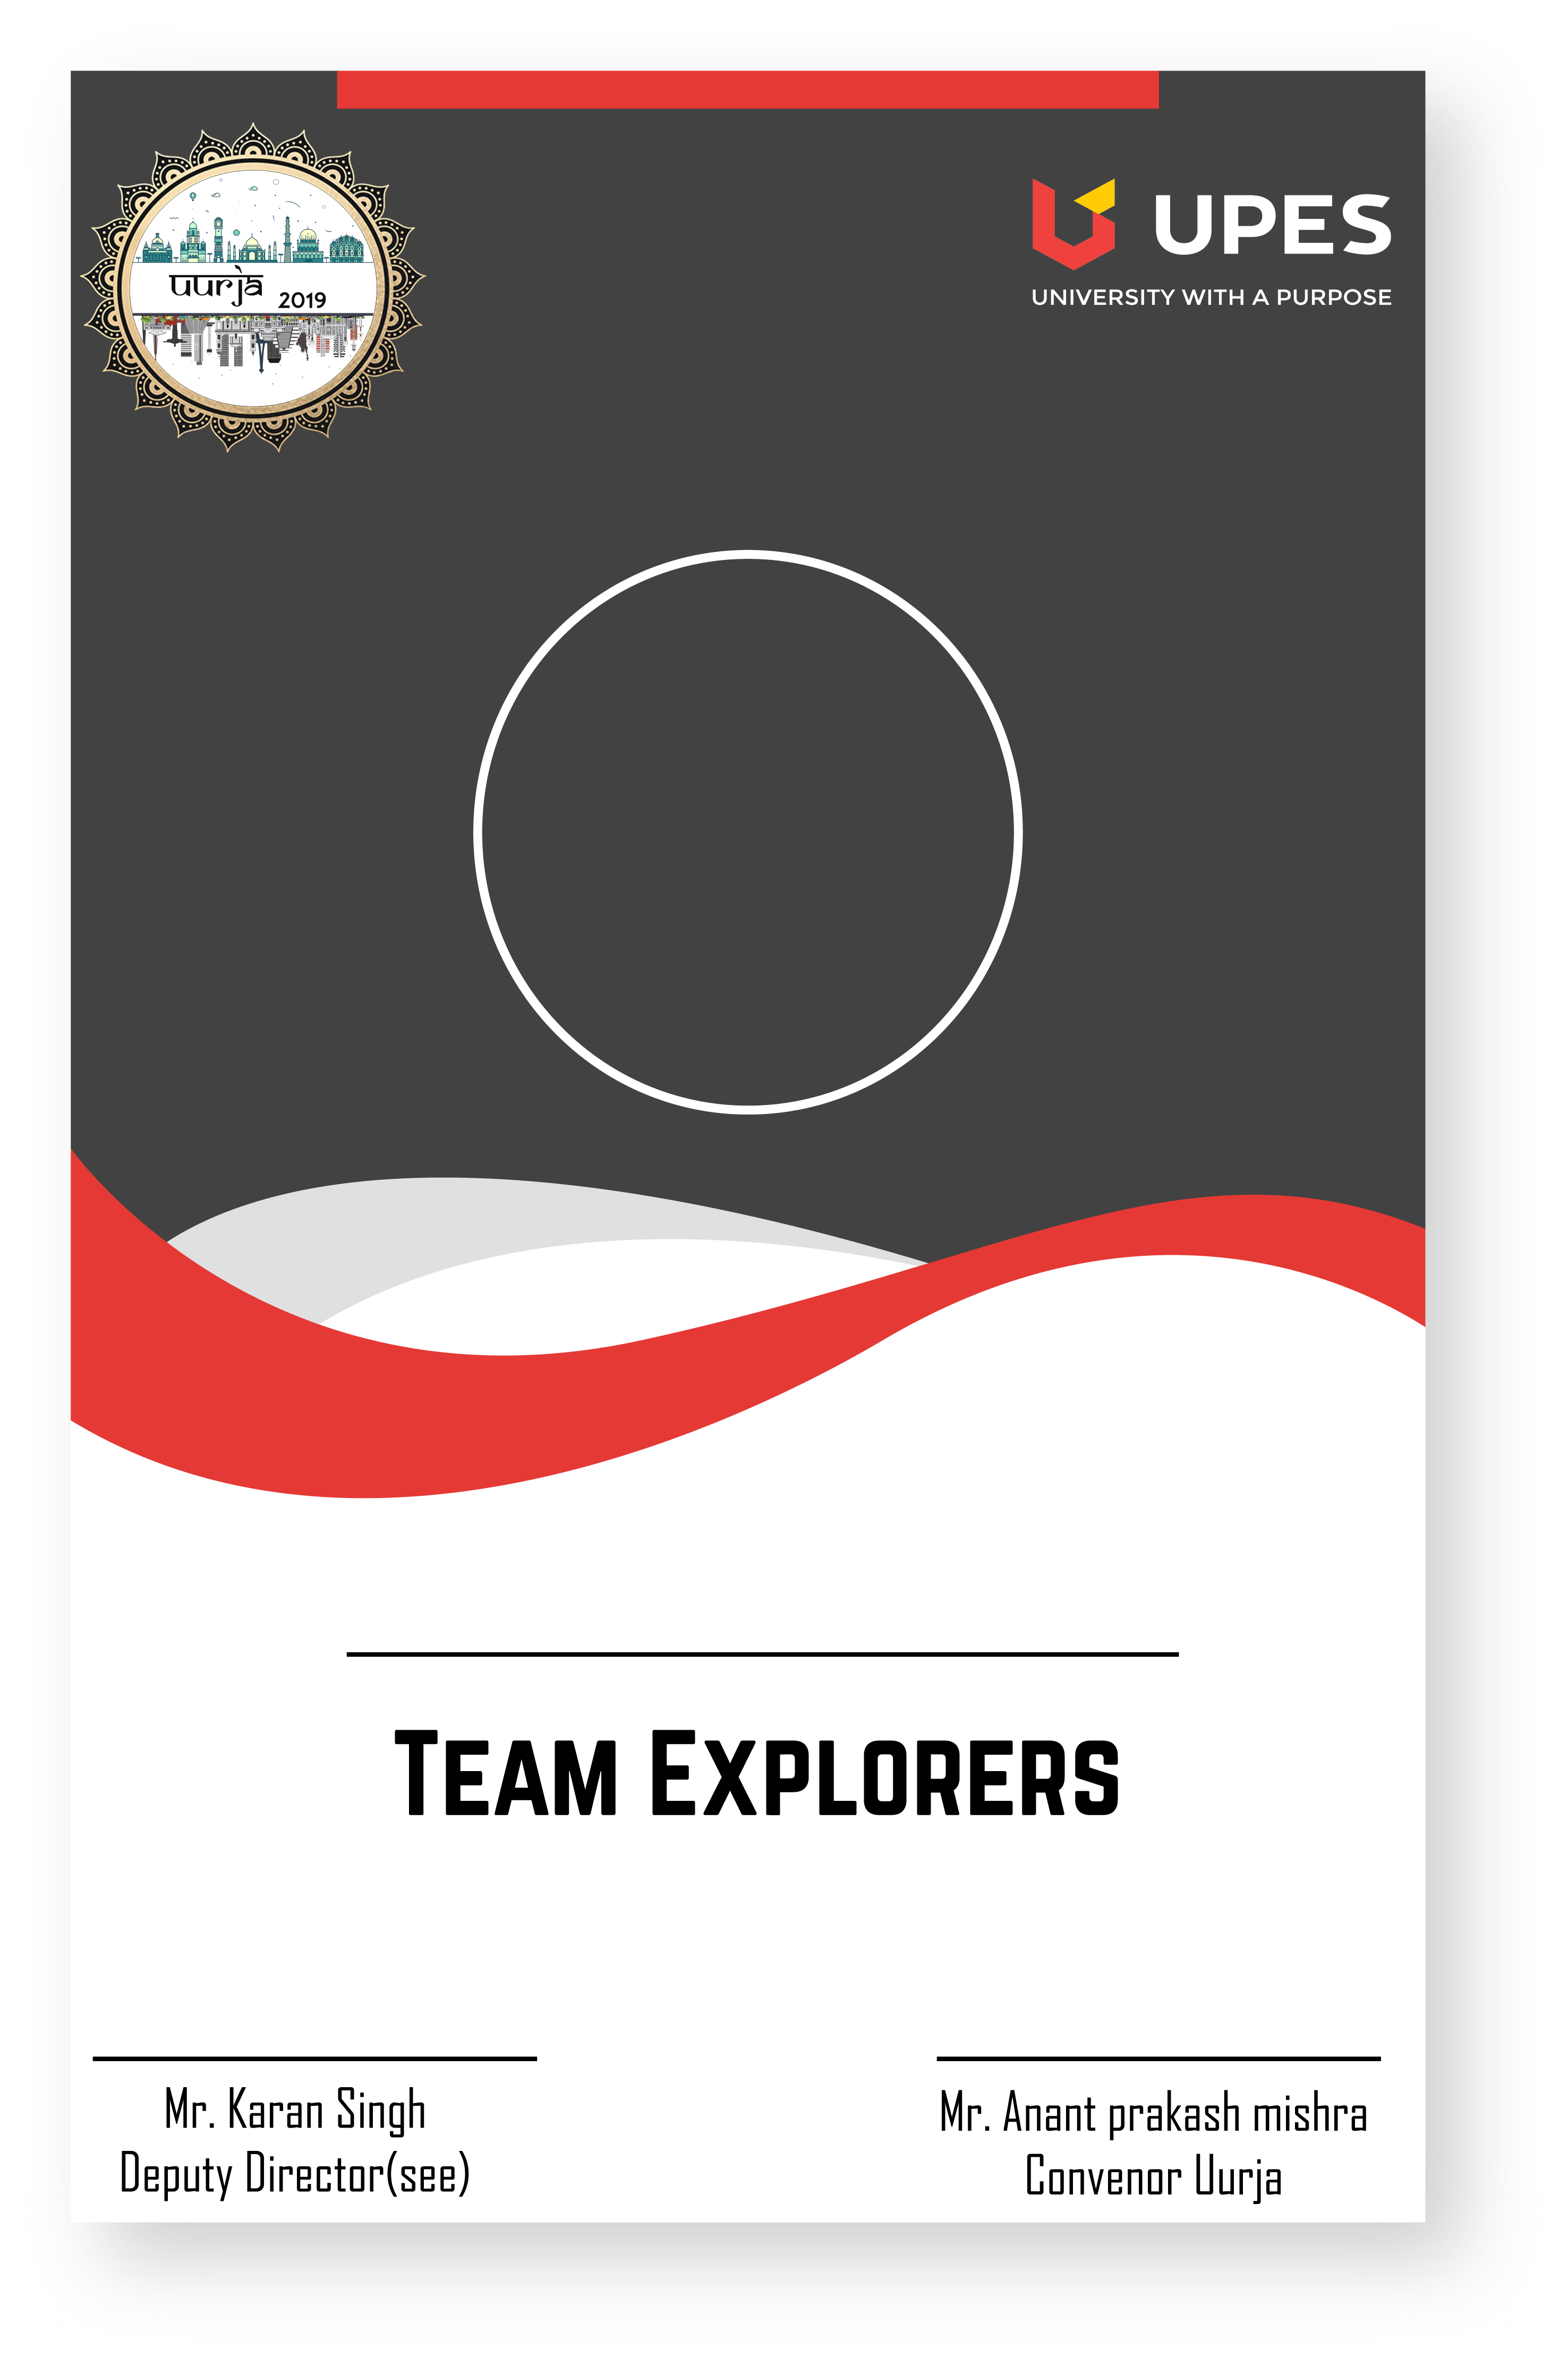 uurja 2019
UPES
UNIVERSITY WITH A PURPOSE
Team Explorers
Mr. Karan Singh
Deputy Director(see)
Mr. Anant prakash mishra
Convenor Uurja